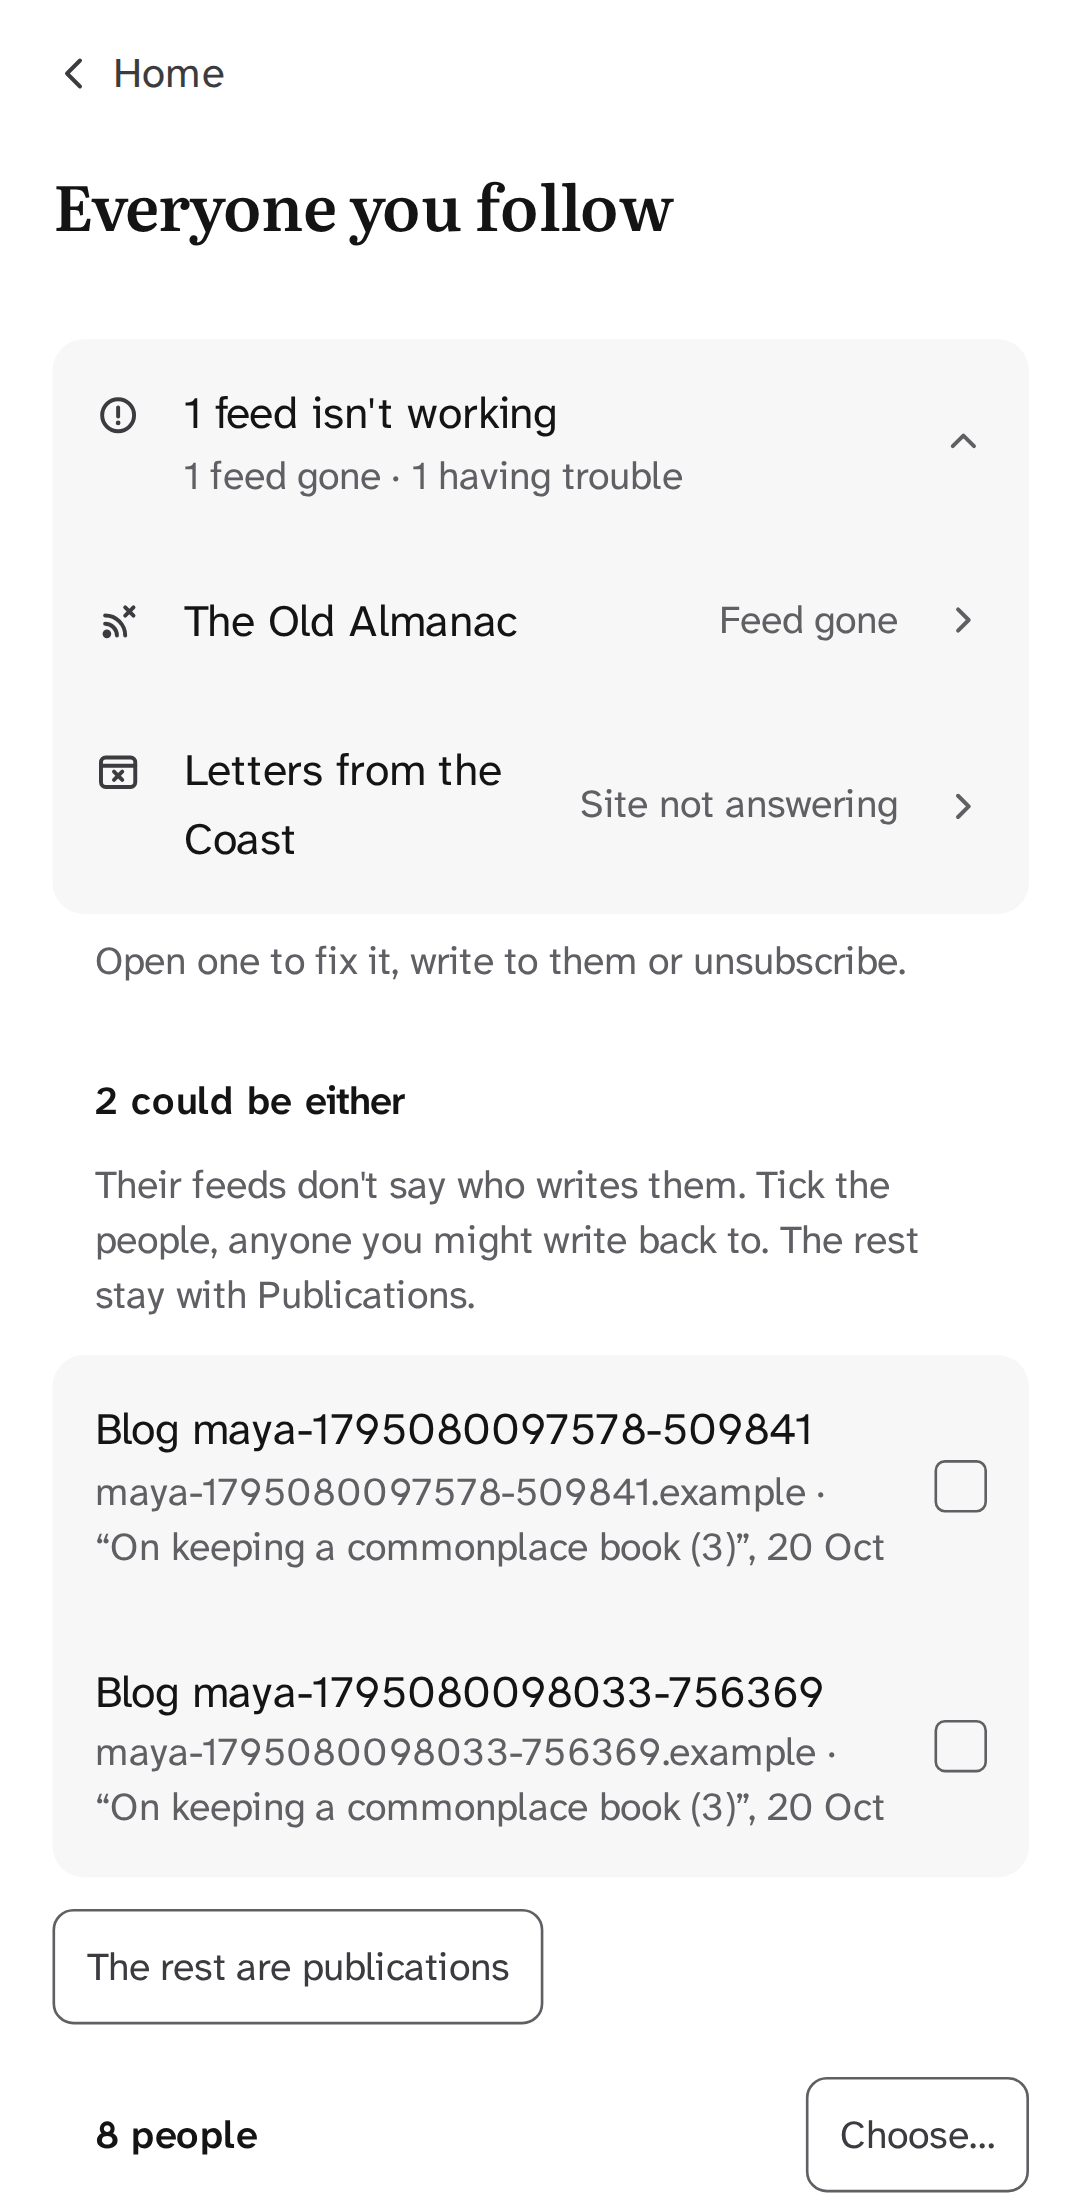 Home
Everyone you follow
1 feed isn't working
1 feed gone · 1 having trouble
The Old Almanac
Feed gone
Letters from the
Coast
Site not answering
Open one to fix it, write to them or unsubscribe.
2 could be either
Their feeds don't say who writes them. Tick the
people, anyone you might write back to. The rest
stay with Publications.
Blog maya-1795080097578-509841
maya-1795080097578-509841.example ·
“On keeping a commonplace book (3)”, 20 Oct
Blog maya-1795080098033-756369
maya-1795080098033-756369.example ·
“On keeping a commonplace book (3)”, 20 Oct
The rest are publications
8 people
Choose...